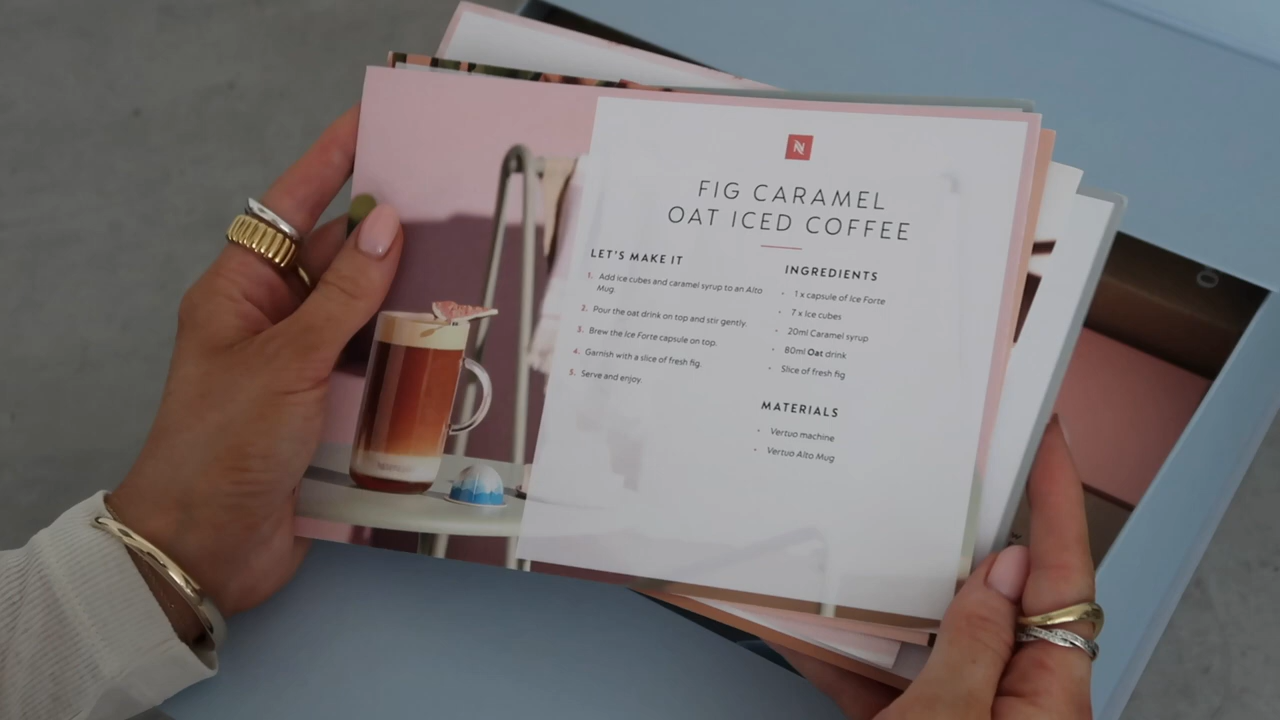 N
FIG CARAMEL
OAT ICED COFFEE
LET'S MAKE IT
1. Add ice cubes and caramel syrup to an Alto
Mug.
2. Pour the oat drink on top and stir gently.
3. Brew the Ice Forte capsule on top.
4. Garnish with a slice of fresh fig.
5. Serve and enjoy.
INGREDIENTS
• 1 x capsule of Ice Forte
• 7 x Ice cubes
• 20ml Caramel syrup
• 80ml Oat drink
• Slice of fresh fig
MATERIALS
• Vertuo machine
• Vertuo Alto Mug